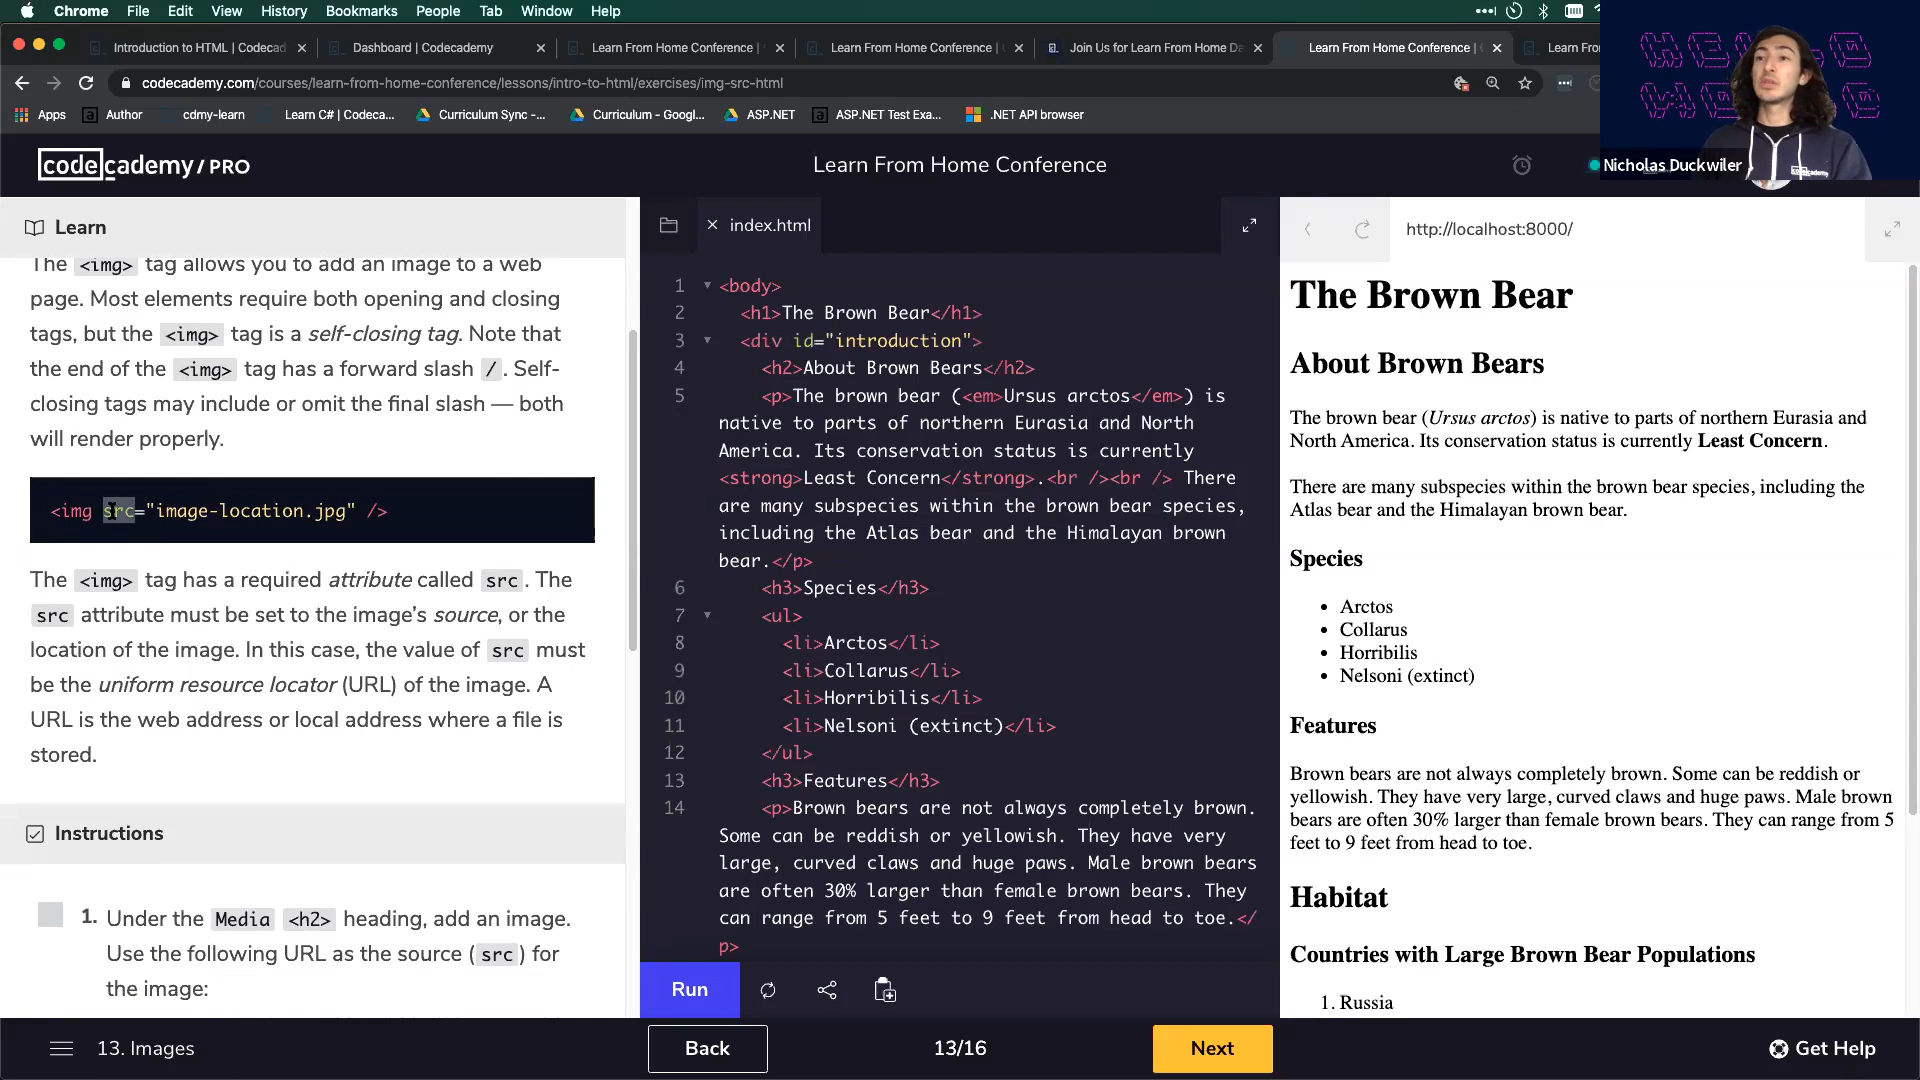 Chrome File Edit View History Bookmarks People Tab Window Help
Introduction to HTML | Codecad
Dashboard | Codecademy
Learn From Home Conference |
Learn From Home Conference |
Join Us for Learn From Home Da
Learn From Home Conference |
Learn Fro
codecademy.com/courses/learn-from-home-conference/lessons/intro-to-html/exercises/img-src-html
Apps
Author
cdmy-learn
Learn C# | Codeca...
Curriculum Sync -...
Curriculum - Googl...
ASP.NET
ASP.NET Test Exa...
.NET API browser
Nicholas Duckwiler
codecademy / PRO
Learn From Home Conference
Learn
The <img> tag allows you to add an image to a web
page. Most elements require both opening and closing
tags, but the <img> tag is a self-closing tag. Note that
the end of the <img> tag has a forward slash /. Self-
closing tags may include or omit the final slash — both
will render properly.
<img src="image-location.jpg" />
The <img> tag has a required attribute called src. The
src attribute must be set to the image's source, or the
location of the image. In this case, the value of src must
be the uniform resource locator (URL) of the image. A
URL is the web address or local address where a file is
stored.
Instructions
1. Under the Media <h2> heading, add an image.
Use the following URL as the source (src) for
the image:
index.html
1 <body>
2 <h1>The Brown Bear</h1>
3 <div id="introduction">
4 <h2>About Brown Bears</h2>
5 <p>The brown bear (<em>Ursus arctos</em>) is
native to parts of northern Eurasia and North
America. Its conservation status is currently
<strong>Least Concern</strong>.<br /><br /> There
are many subspecies within the brown bear species,
including the Atlas bear and the Himalayan brown
bear.</p>
6 <h3>Species</h3>
7 <ul>
8 <li>Arctos</li>
9 <li>Collarus</li>
10 <li>Horribilis</li>
11 <li>Nelsoni (extinct)</li>
12 </ul>
13 <h3>Features</h3>
14 <p>Brown bears are not always completely brown.
Some can be reddish or yellowish. They have very
large, curved claws and huge paws. Male brown bears
are often 30% larger than female brown bears. They
can range from 5 feet to 9 feet from head to toe.</
p>
Run
http://localhost:8000/
The Brown Bear
About Brown Bears
The brown bear (Ursus arctos) is native to parts of northern Eurasia and
North America. Its conservation status is currently Least Concern.
There are many subspecies within the brown bear species, including the
Atlas bear and the Himalayan brown bear.
Species
• Arctos
• Collarus
• Horribilis
• Nelsoni (extinct)
Features
Brown bears are not always completely brown. Some can be reddish or
yellowish. They have very large, curved claws and huge paws. Male brown
bears are often 30% larger than female brown bears. They can range from 5
feet to 9 feet from head to toe.
Habitat
Countries with Large Brown Bear Populations
1. Russia
13. Images
Back
13/16
Next
Get Help